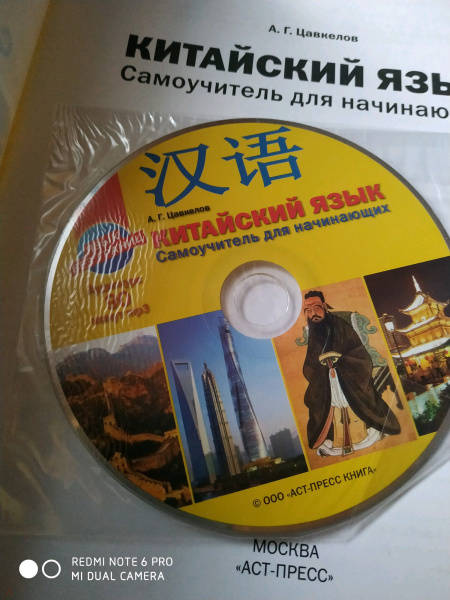 А. Г. Цавкелов
КИТАЙСКИЙ ЯЗЫ
Самоучитель для начинаю
汉语
А. Г. Цавкелов
КИТАЙСКИЙ ЯЗЫК
Самоучитель для начинающих
© ООО «АСТ-ПРЕСС КНИГА»
МОСКВА
«АСТ-ПРЕСС»
REDMI NOTE 6 PRO
MI DUAL CAMERA